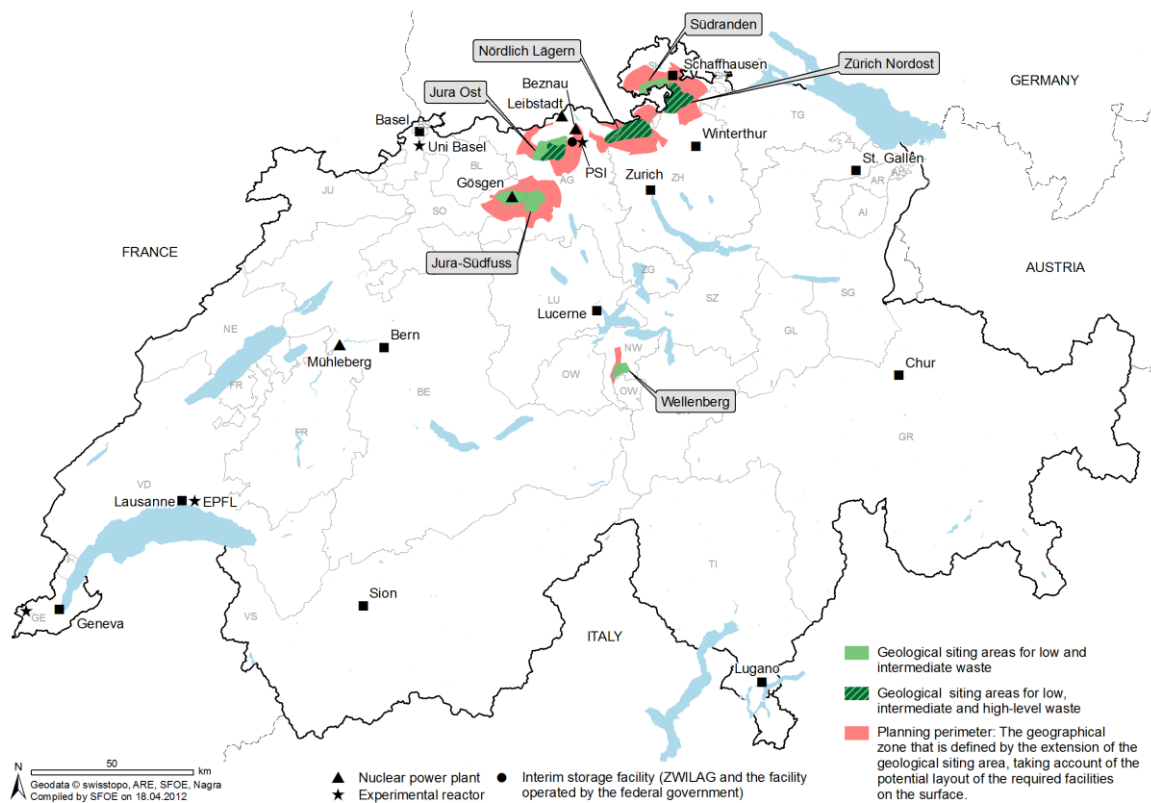 Südranden
Nördlich Lägern
SH
Schaffhausen
Zürich Nordost
GERMANY
Beznau
Jura Ost
Leibstadt
TG
Basel
Winterthur
Uni Basel
BL
PSI
St. Gallen
JU
Gösgen
AG
Zurich
ZH
AR
SO
AI
FRANCE
Jura-Südfuss
AUSTRIA
ZG
LU
SZ
SG
Lucerne
NE
GL
Bern
NW
Mühleberg
Chur
FR
OW
BE
OW
Wellenberg
FR
GR
VD
Lausanne
EPFL
TI
Sion
GE
Geneva
VS
ITALY
Lugano
Geological siting areas for low and
intermediate waste
Geological siting areas for low,
intermediate and high-level waste
Planning perimeter: The geographical
zone that is defined by the extension of the
geological siting area, taking account of the
potential layout of the required facilities
on the surface.
N
50
km
Geodata © swisstopo, ARE, SFOE, Nagra
Compiled by SFOE on 18.04.2012
Nuclear power plant
Experimental reactor
Interim storage facility (ZWILAG and the facility
operated by the federal government)